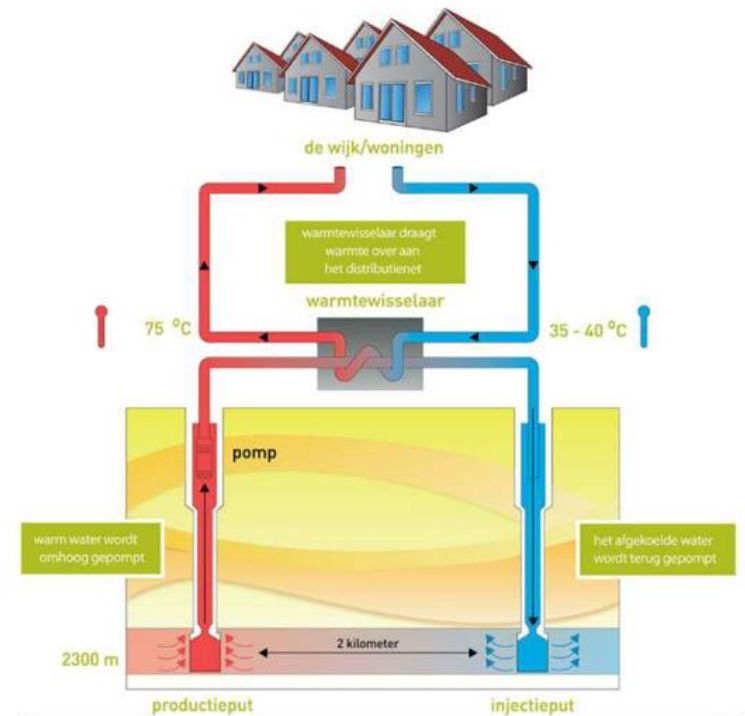 de wijk/woningen
warmtewisselaar draagt
warmte over aan
het distributienet
warmtewisselaar
75 °C
35 - 40 °C
pomp
warm water wordt
omhoog gepompt
het afgekoelde water
wordt terug gepompt
2 kilometer
2300 m
productieput
injectieput